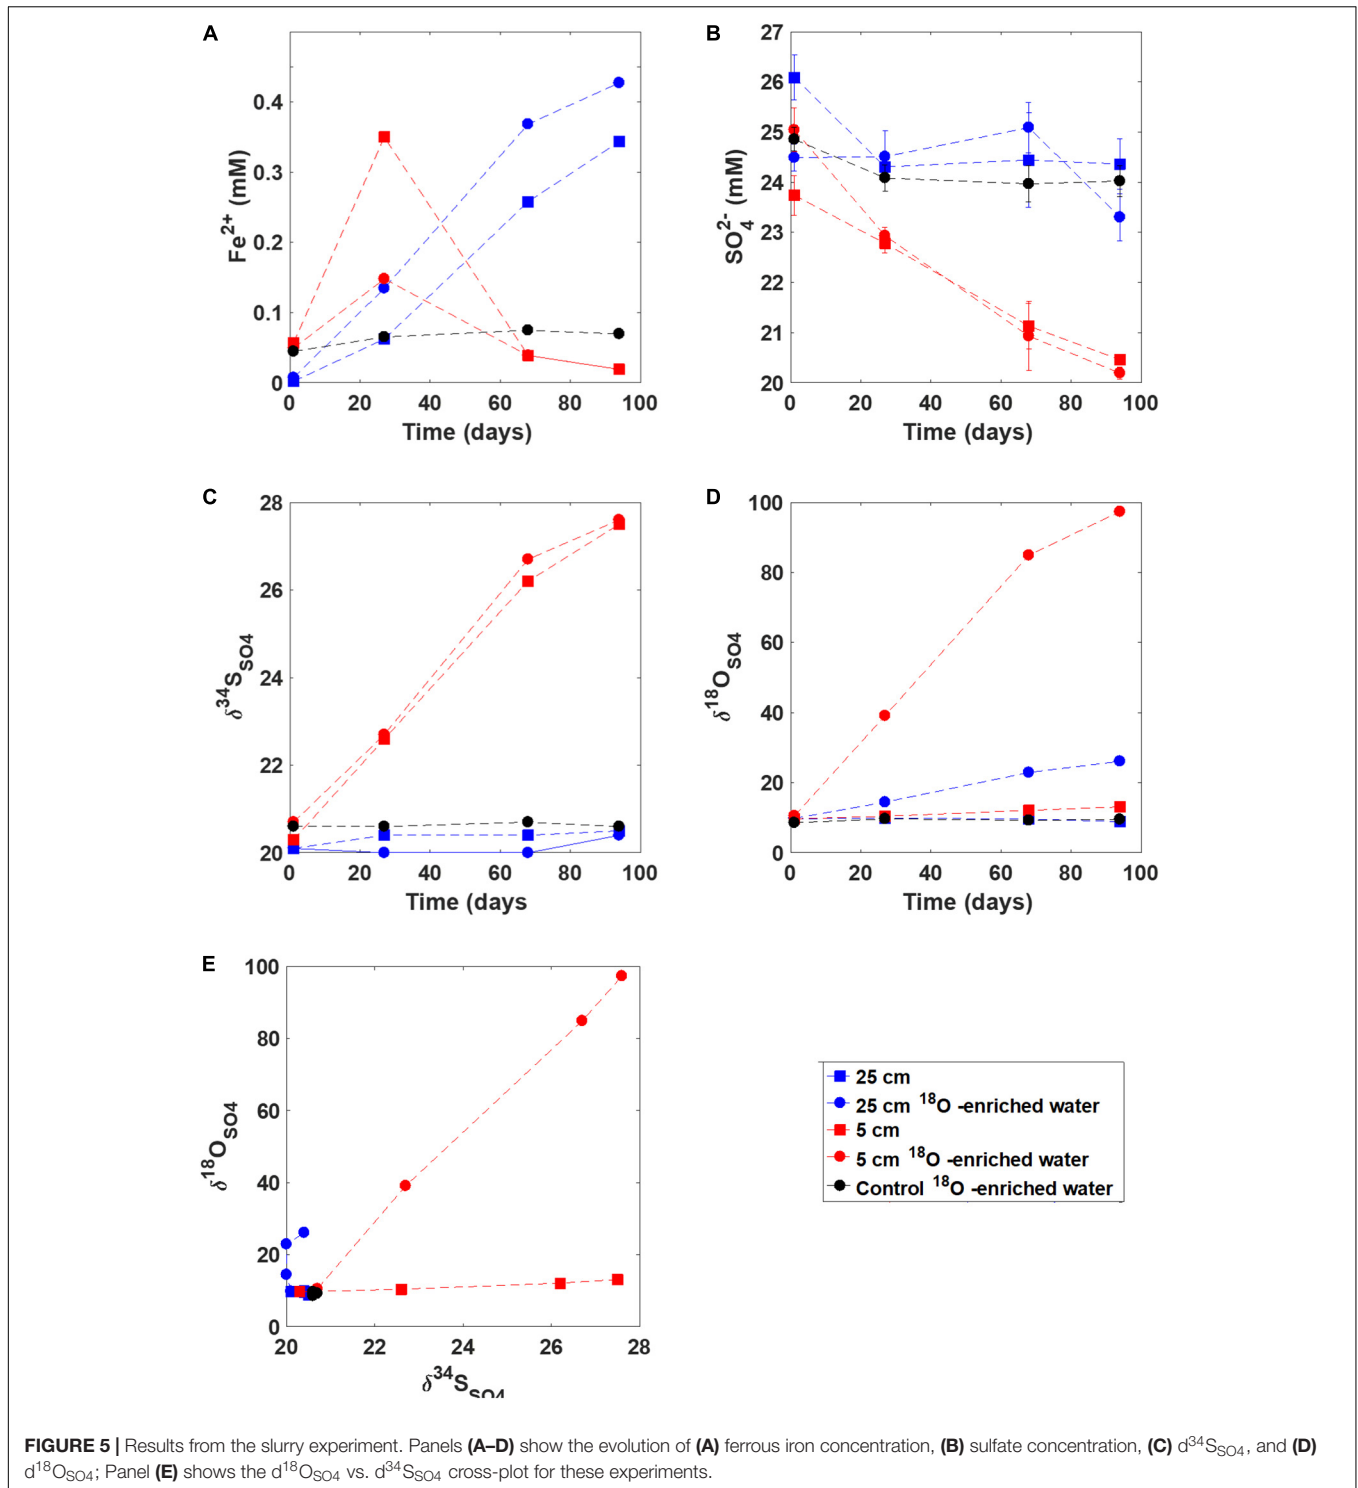 A
B
Fe2+ (mM)
0.4
0.3
0.2
0.1
0
0 20 40 60 80 100
Time (days)
SO42- (mM)
27
26
25
24
23
22
21
20
0 20 40 60 80 100
Time (days)
C
D
δ34SSO4
28
26
24
22
20
0 20 40 60 80 100
Time (days
δ18OSO4
100
80
60
40
20
0
0 20 40 60 80 100
Time (days)
E
δ18OSO4
100
80
60
40
20
0
20 22 24 26 28
δ34SSO4
25 cm
25 cm 18O -enriched water
5 cm
5 cm 18O -enriched water
Control 18O -enriched water
FIGURE 5 | Results from the slurry experiment. Panels (A–D) show the evolution of (A) ferrous iron concentration, (B) sulfate concentration, (C) d34SSO4, and (D)
d18OSO4; Panel (E) shows the d18OSO4 vs. d34SSO4 cross-plot for these experiments.